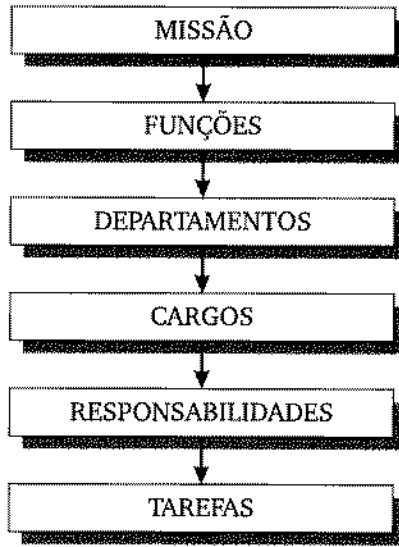 MISSÃO
FUNÇÕES
DEPARTAMENTOS
CARGOS
RESPONSABILIDADES
TAREFAS